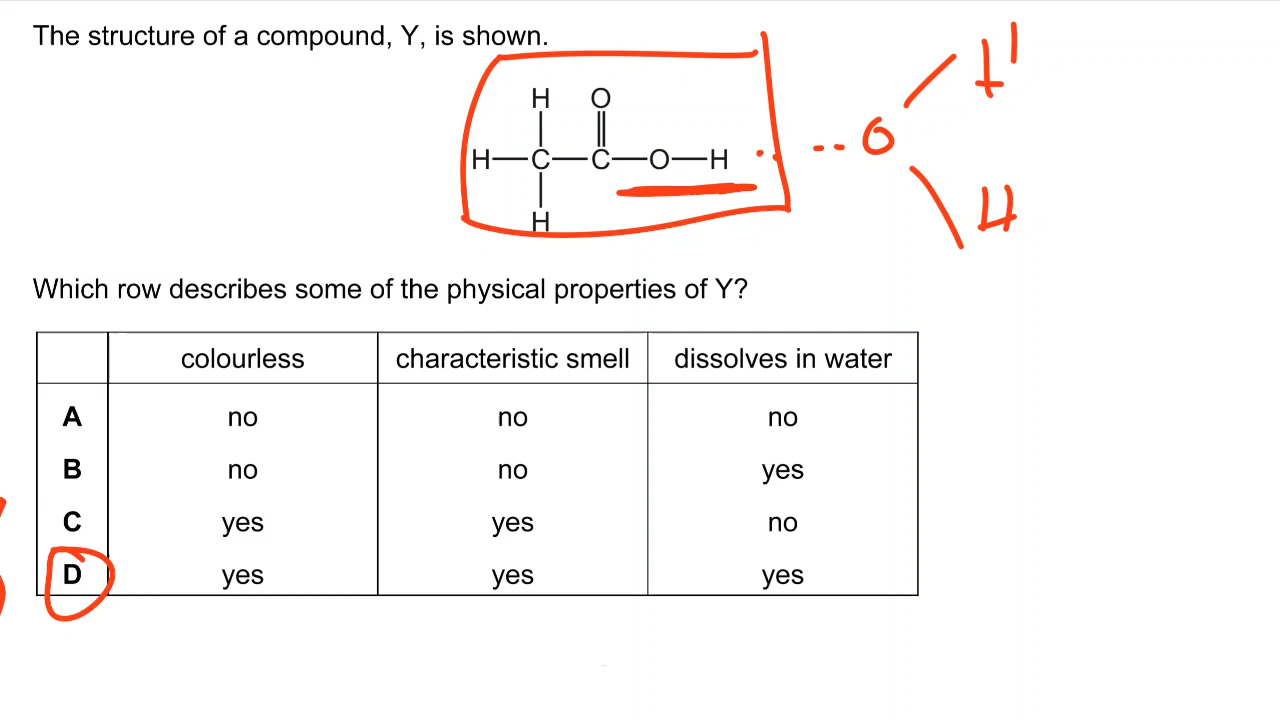 The structure of a compound, Y, is shown.
H O
H C C O H
H
O
H
H
Which row describes some of the physical properties of Y?
colourless characteristic smell dissolves in water
A no no no
B no no yes
C yes yes no
D yes yes yes